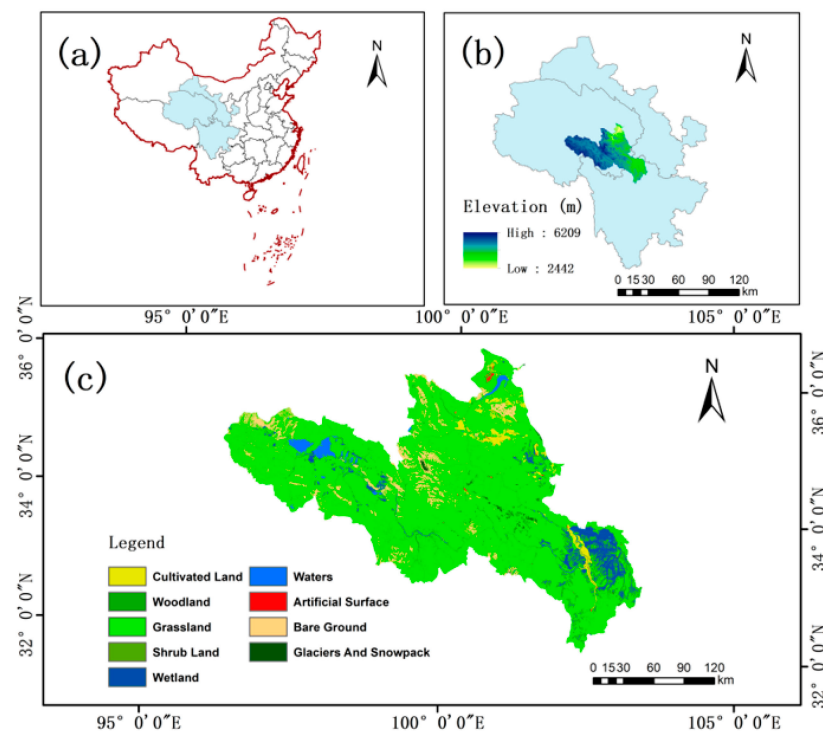 (a)
N
(b)
N
Elevation (m)
High : 6209
Low : 2442
0 15 30 60 90 120
km
95° 0′0″E
100° 0′0″E
105° 0′0″E
36° 0′0″N
34° 0′0″N
32° 0′0″N
(c)
N
36° 0′0″N
34° 0′0″N
32° 0′0″N
Legend
Cultivated Land
Woodland
Grassland
Shrub Land
Wetland
Waters
Artificial Surface
Bare Ground
Glaciers And Snowpack
0 15 30 60 90 120
km
95° 0′0″E
100° 0′0″E
105° 0′0″E